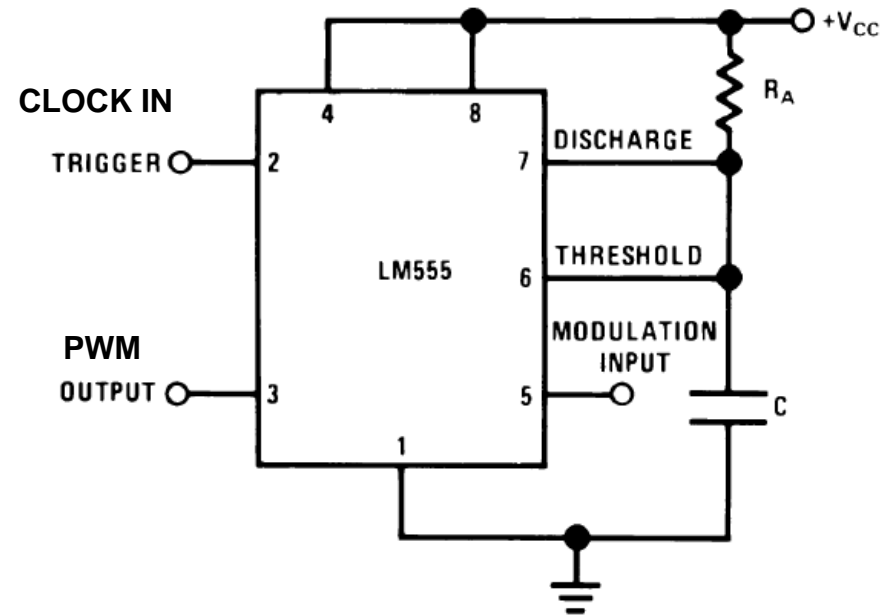 +VCC
CLOCK IN
4
8
RA
TRIGGER
2
7
DISCHARGE
LM555
6
THRESHOLD
MODULATION
INPUT
PWM
OUTPUT
3
5
C
1